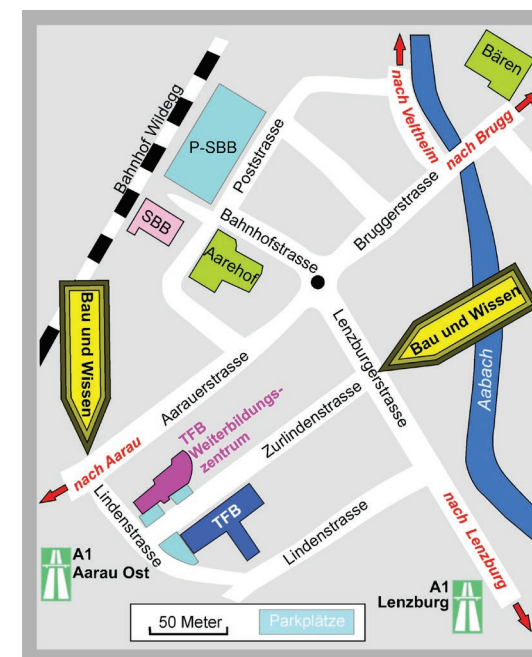 Bären
nach Veltheim
nach Brugg
Bahnhof Wildegg
P-SBB
Poststrasse
SBB
Bahnhofstrasse
Bruggerstrasse
Aarehof
Bau und Wissen
Bau und Wissen
Lenzburgerstrasse
Aabach
Aarauerstrasse
TFB
Weiterbildungs-
zentrum
Zurlindenstrasse
nach Aarau
Lindenstrasse
TFB
Lindenstrasse
nach Lenzburg
A1
Aarau Ost
A1
Lenzburg
50 Meter
Parkplätze